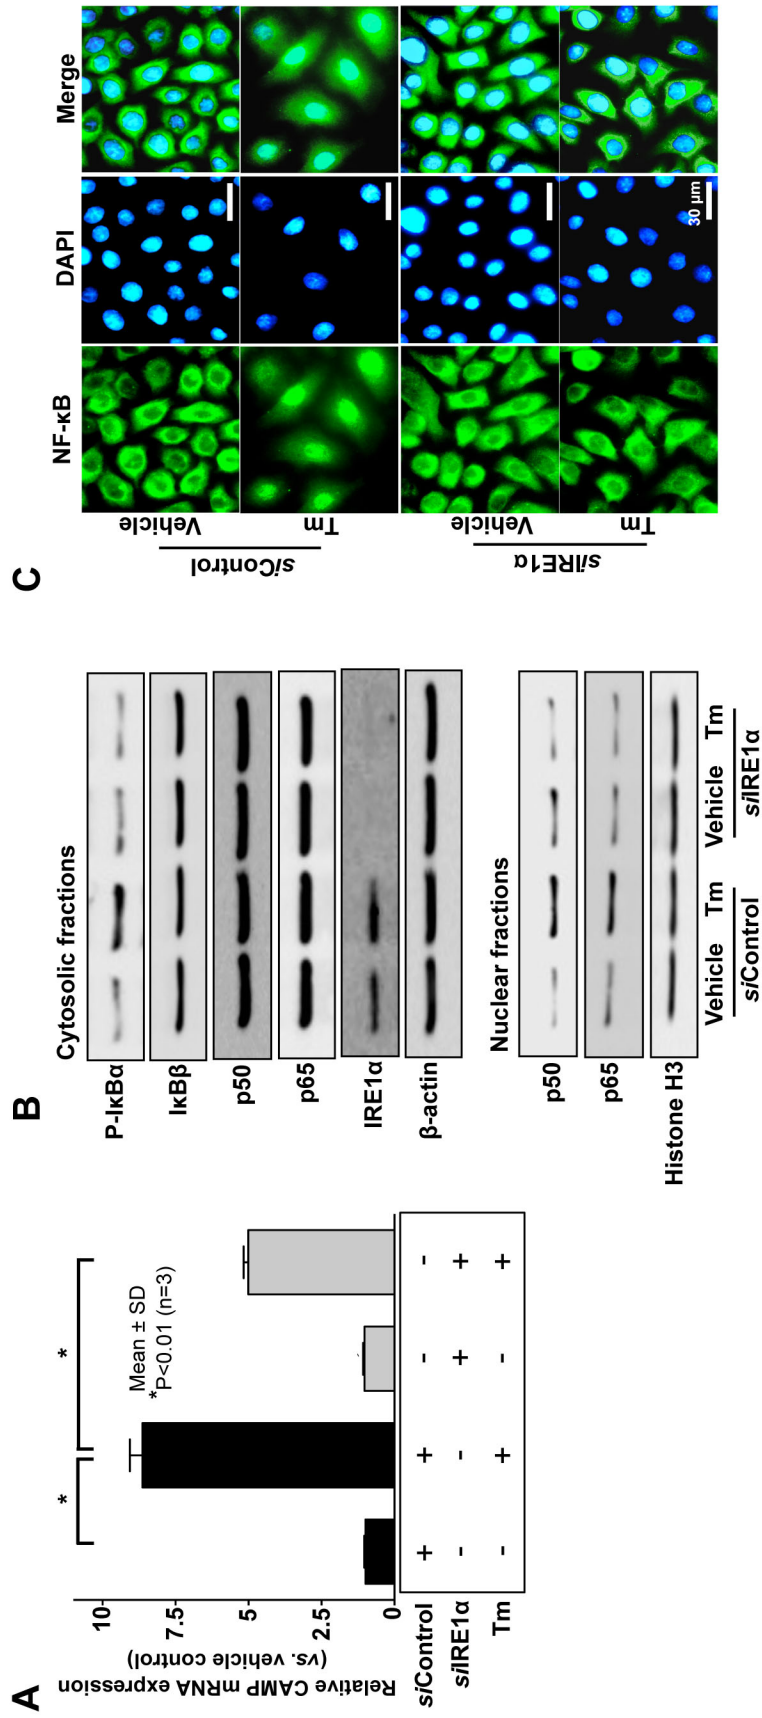 A
Relative CAMP mRNA expression
(vs. vehicle control)
10
7.5
5
2.5
0
*
*
Mean ± SD
*P<0.01 (n=3)
siControl + + - -
siIRE1α - - + +
Tm - + - +
B
Cytosolic fractions
P-IκBα
IκBβ
p50
p65
IRE1α
β-actin
Nuclear fractions
p50
p65
Histone H3
Vehicle Tm Vehicle Tm
siControl siIRE1α
C
NF-κB DAPI Merge
siControl
Vehicle
Tm
siIRE1α
Vehicle
Tm
30 µm